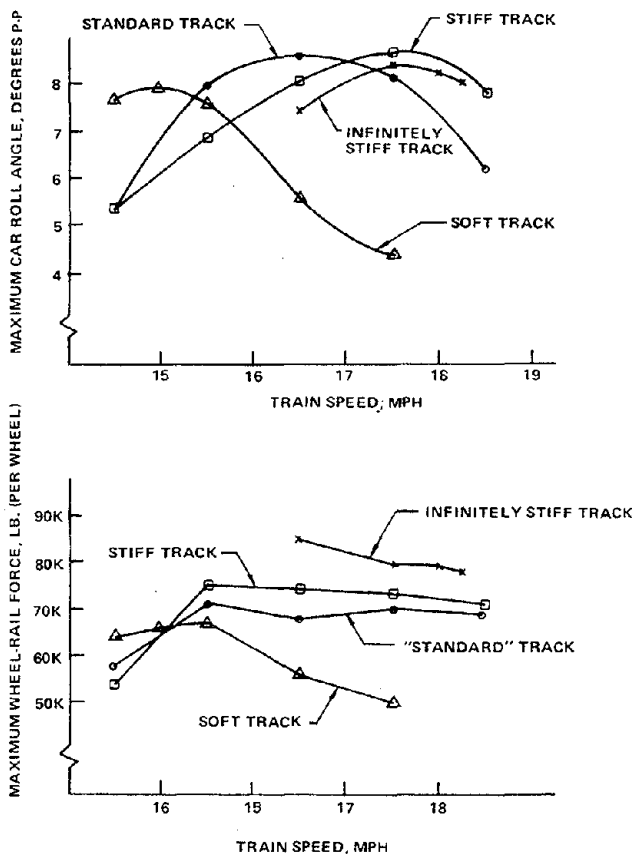 MAXIMUM CAR ROLL ANGLE, DEGREES P-P
STANDARD TRACK
STIFF TRACK
INFINITELY
STIFF TRACK
SOFT TRACK
8
7
6
5
4
15
16
17
18
19
TRAIN SPEED, MPH
MAXIMUM WHEEL-RAIL FORCE, LB. (PER WHEEL)
INFINITELY STIFF TRACK
STIFF TRACK
"STANDARD" TRACK
SOFT TRACK
90K
80K
70K
60K
50K
16
15
17
18
TRAIN SPEED, MPH